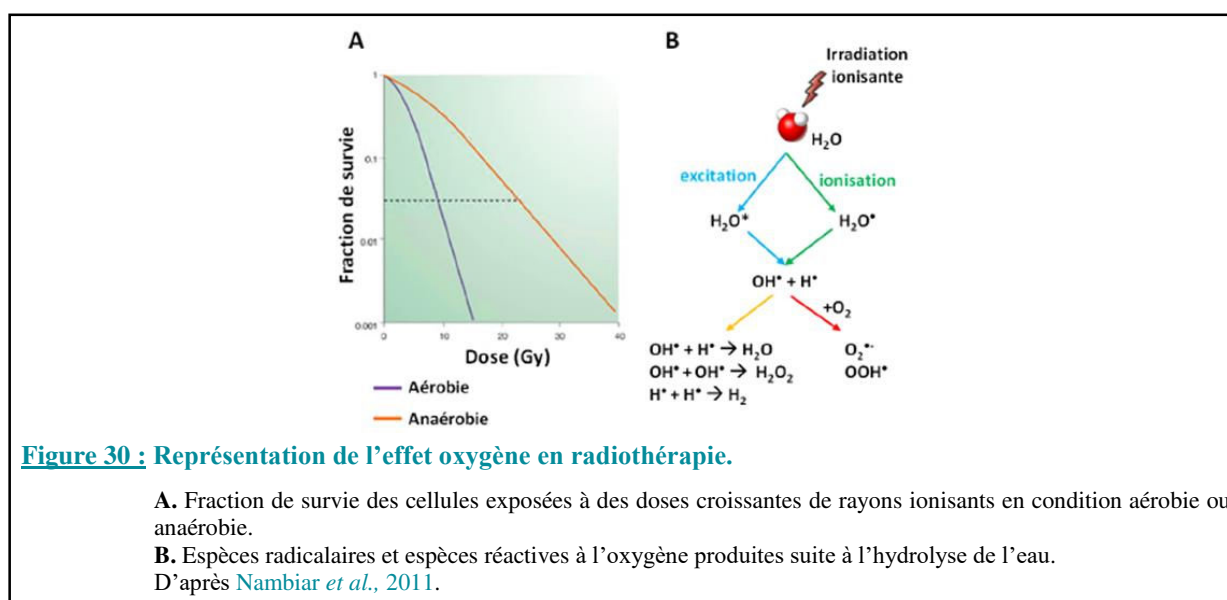 A
B
Irradiation
ionisante
H₂O
excitation
ionisation
H₂O*
H₂O•
OH• + H•
+O₂
OH• + H• → H₂O
OH• + OH• → H₂O₂
H• + H• → H₂
O₂•-
OOH•
Fraction de survie
1
0.1
0.01
0.001
0
10
20
30
40
Dose (Gy)
Aérobie
Anaérobie
Figure 30 : Représentation de l'effet oxygène en radiothérapie.
A. Fraction de survie des cellules exposées à des doses croissantes de rayons ionisants en condition aérobie ou
anaérobie.
B. Espèces radicalaires et espèces réactives à l'oxygène produites suite à l'hydrolyse de l'eau.
D'après Nambiar et al., 2011.